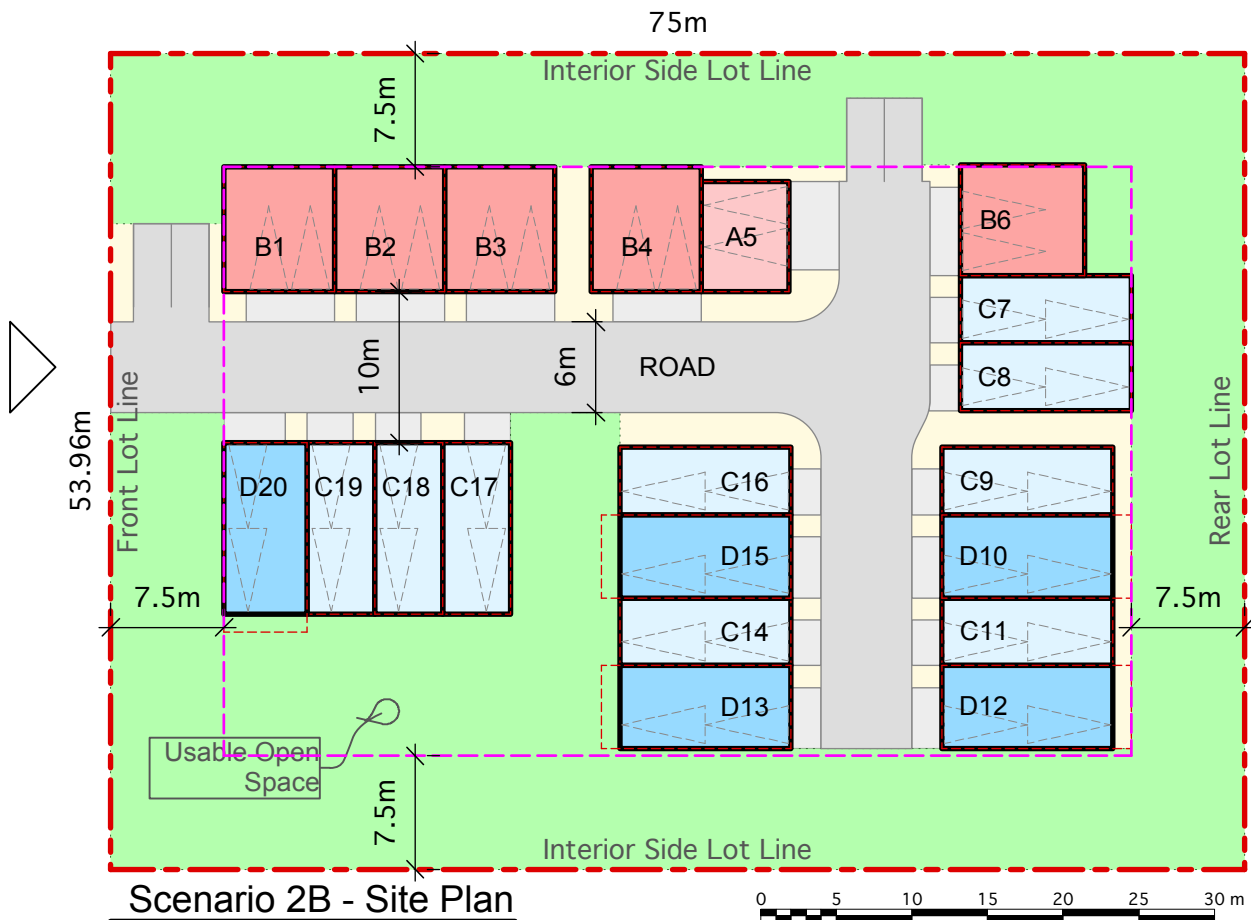 75m
Interior Side Lot Line
7.5m
B1
B2
B3
B4
A5
B6
C7
C8
10m
6m
ROAD
53.96m
Front Lot Line
Rear Lot Line
D20
C19
C18
C17
C16
C9
D15
D10
C14
C11
D13
D12
7.5m
7.5m
Usable Open
Space
7.5m
Interior Side Lot Line
Scenario 2B - Site Plan
0 5 10 15 20 25 30 m